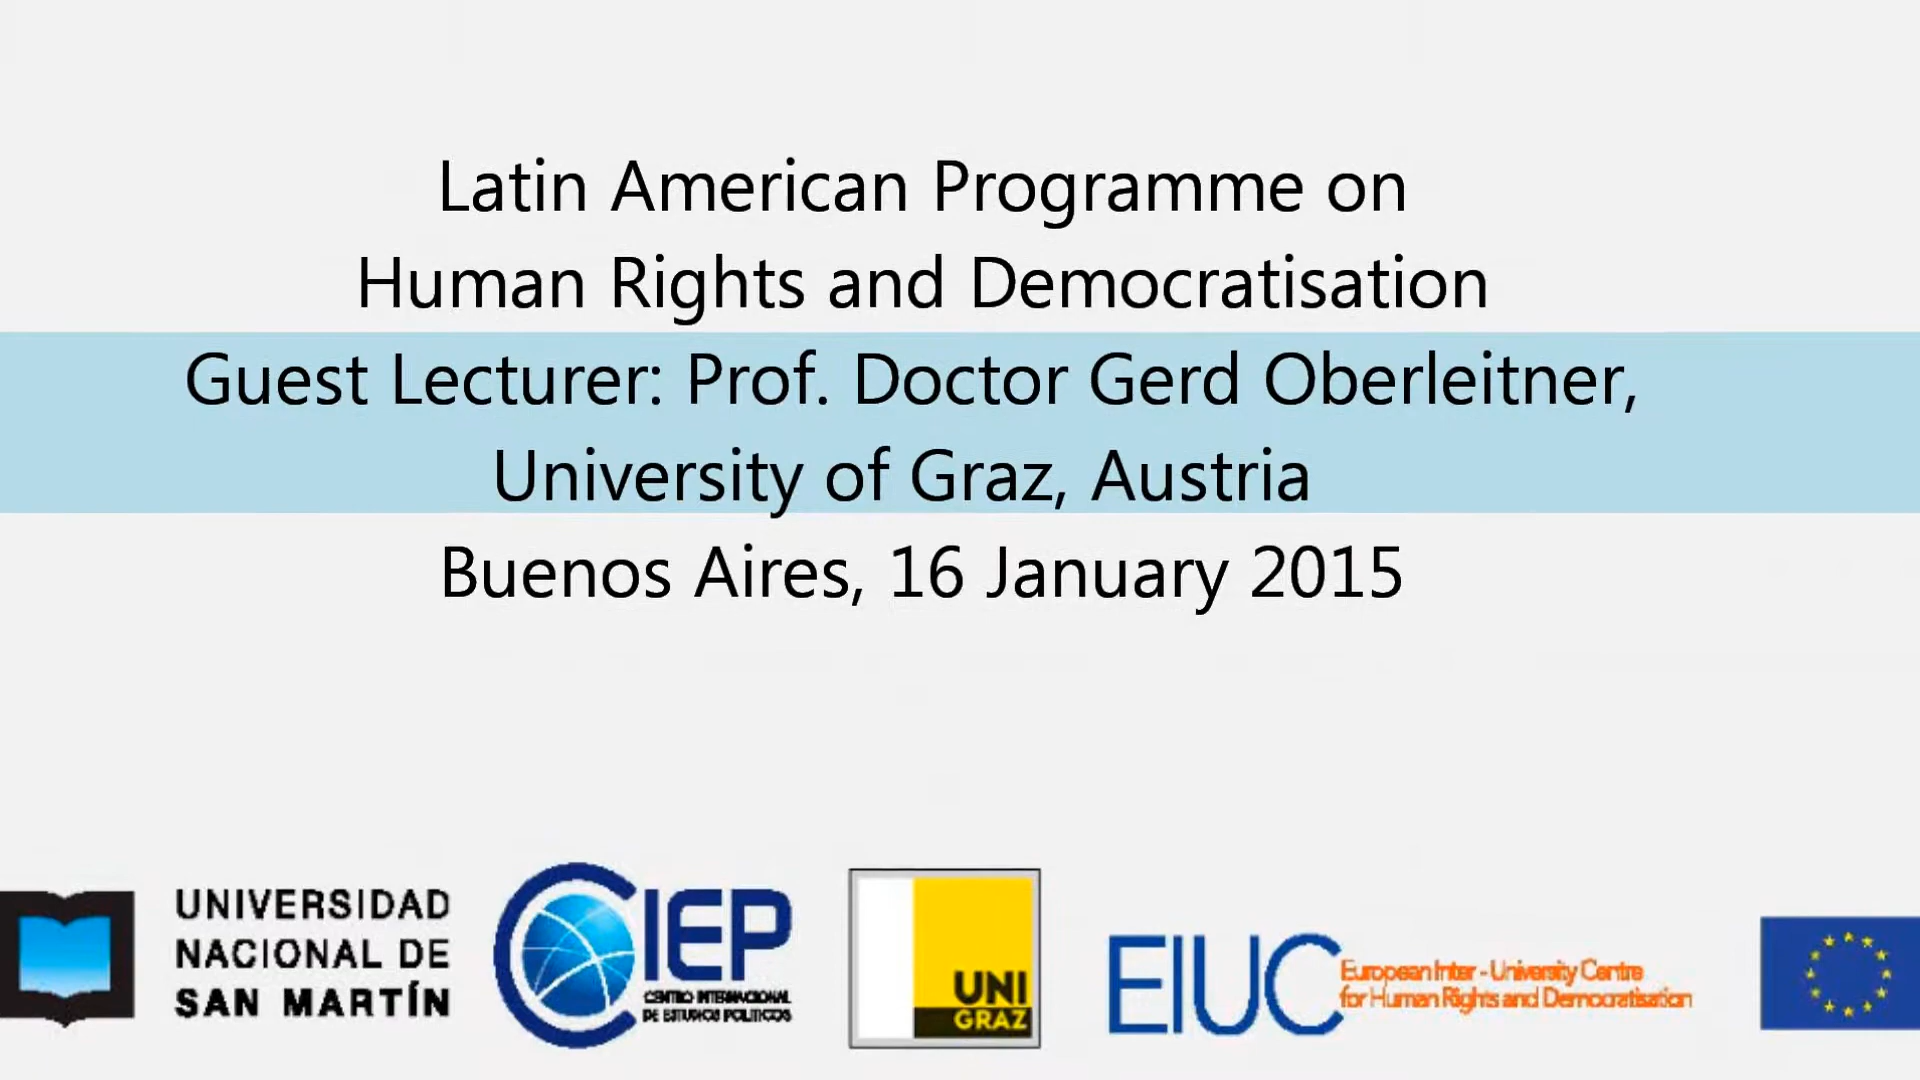 Latin American Programme on
Human Rights and Democratisation
Guest Lecturer: Prof. Doctor Gerd Oberleitner,
University of Graz, Austria
Buenos Aires, 16 January 2015
UNIVERSIDAD
NACIONAL DE
SAN MARTÍN
CIEP
CENTRO INTERNACIONAL
DE ESTUDIOS POLITICOS
UNI
GRAZ
EIUC
European Inter - University Centre
for Human Rights and Democratisation